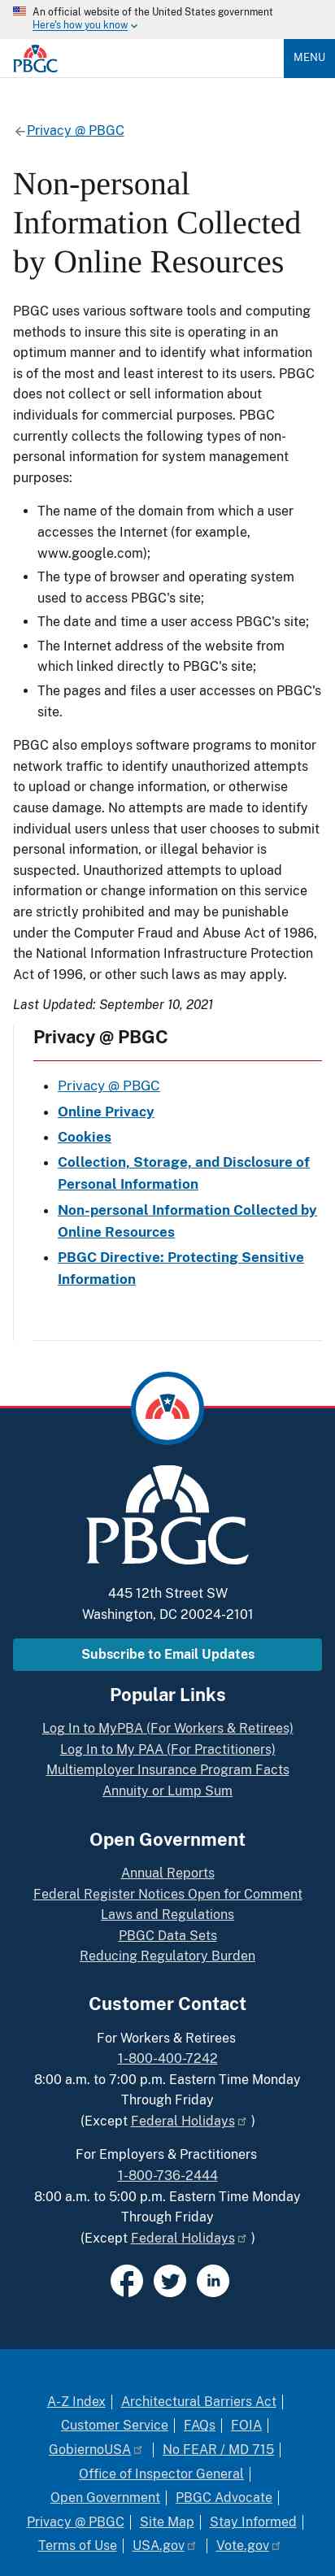 An official website of the United States government
Here's how you know
PBGC
MENU
Privacy @ PBGC
Non-personal
Information Collected
by Online Resources
PBGC uses various software tools and computing
methods to insure this site is operating in an
optimum manner and to identify what information
is of the most and least interest to its users. PBGC
does not collect or sell information about
individuals for commercial purposes. PBGC
currently collects the following types of non-
personal information for system management
purposes:
• The name of the domain from which a user
accesses the Internet (for example,
www.google.com);
• The type of browser and operating system
used to access PBGC's site;
• The date and time a user access PBGC's site;
• The Internet address of the website from
which linked directly to PBGC's site;
• The pages and files a user accesses on PBGC's
site.
PBGC also employs software programs to monitor
network traffic to identify unauthorized attempts
to upload or change information, or otherwise
cause damage. No attempts are made to identify
individual users, except when that user chooses to submit
personal information, or illegal behavior is
suspected. Unauthorized attempts to upload
information or change information on this service
are strictly prohibited and may be punishable
under the Computer Fraud and Abuse Act of 1986,
the National Information Infrastructure Protection
Act of 1996, or other such laws as may apply.
Last Updated: September 10, 2021
Privacy @ PBGC
• Privacy @ PBGC
• Online Privacy
• Cookies
• Collection, Storage, and Disclosure of
Personal Information
• Non-personal Information Collected by
Online Resources
• PBGC Directive: Protecting Sensitive
Information
PBGC
445 12th Street SW
Washington, DC 20024-2101
Subscribe to Email Updates
Popular Links
Log In to MyPBA (For Workers & Retirees)
Log In to My PAA (For Practitioners)
Multiemployer Insurance Program Facts
Annuity or Lump Sum
Open Government
Annual Reports
Federal Register Notices Open for Comment
Laws and Regulations
PBGC Data Sets
Reducing Regulatory Burden
Customer Contact
For Workers & Retirees
1-800-400-7242
8:00 a.m. to 7:00 p.m. Eastern Time Monday
Through Friday
(Except Federal Holidays )
For Employers & Practitioners
1-800-736-2444
8:00 a.m. to 5:00 p.m. Eastern Time Monday
Through Friday
(Except Federal Holidays )
A-Z Index | Architectural Barriers Act |
Customer Service | FAQs | FOIA |
GobiernoUSA | No FEAR / MD 715 |
Office of Inspector General |
Open Government | PBGC Advocate |
Privacy @ PBGC | Site Map | Stay Informed |
Terms of Use | USA.gov | Vote.gov